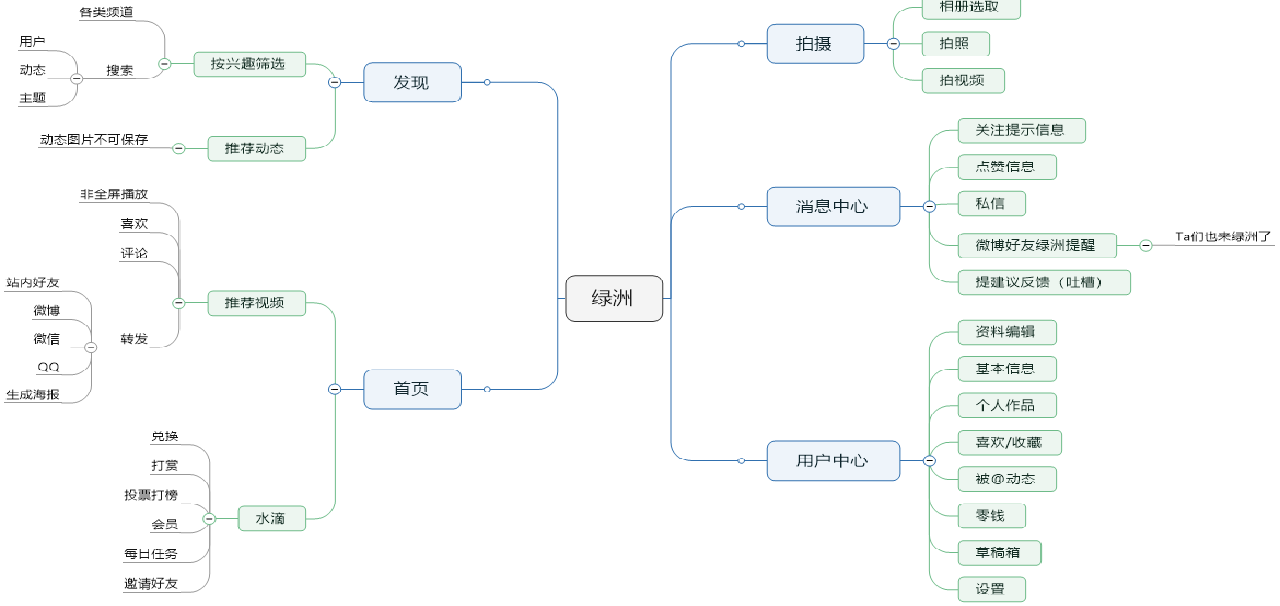 绿洲
发现
按兴趣筛选
各类频道
搜索
用户
动态
主题
推荐动态
动态图片不可保存
首页
推荐视频
非全屏播放
喜欢
评论
转发
站内好友
微博
微信
QQ
生成海报
水滴
兑换
打赏
投票打榜
会员
每日任务
邀请好友
拍摄
相册选取
拍照
拍视频
消息中心
关注提示信息
点赞信息
私信
微博好友绿洲提醒
Ta们也来绿洲了
提建议反馈（吐槽）
用户中心
资料编辑
基本信息
个人作品
喜欢/收藏
被@动态
零钱
草稿箱
设置